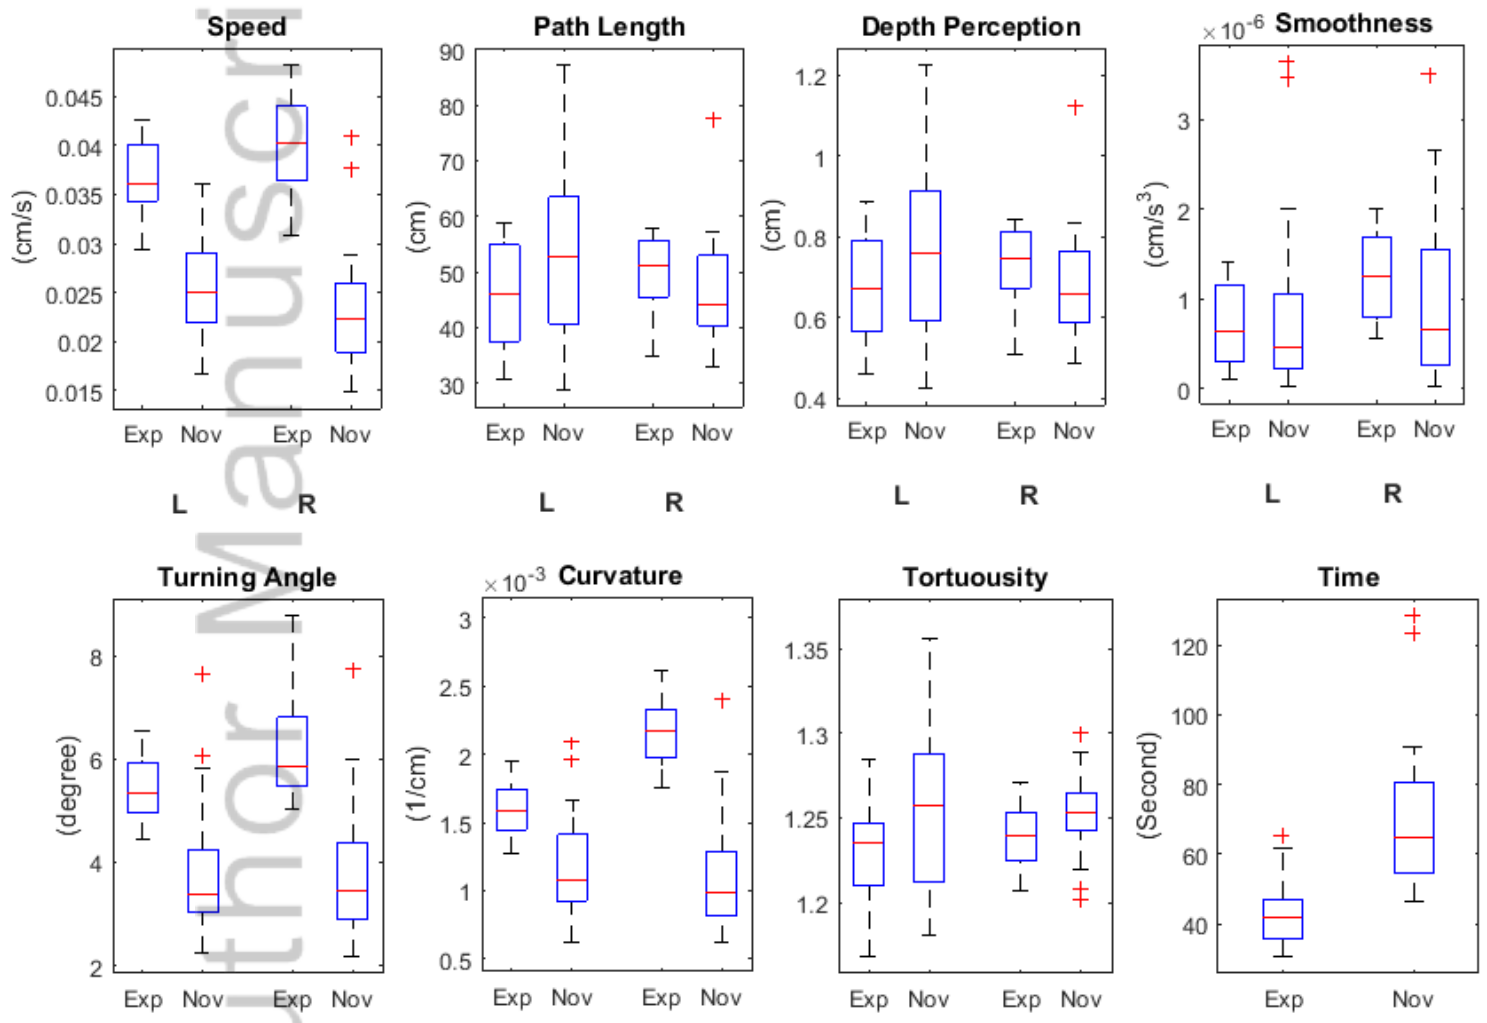 Speed
(cm/s)
0.045
0.04
0.035
0.03
0.025
0.02
0.015
Exp Nov Exp Nov
L R
Path Length
(cm)
90
80
70
60
50
40
30
Exp Nov Exp Nov
L R
Depth Perception
(cm)
1.2
1
0.8
0.6
0.4
Exp Nov Exp Nov
L R
×10⁻⁶ Smoothness
(cm/s³)
3
2
1
0
Exp Nov Exp Nov
L R
Turning Angle
(degree)
8
6
4
2
Exp Nov Exp Nov
×10⁻³ Curvature
(1/cm)
3
2.5
2
1.5
1
0.5
Exp Nov Exp Nov
Tortuousity
1.35
1.3
1.25
1.2
Exp Nov Exp Nov
Time
(Second)
120
100
80
60
40
Exp Nov
uthor Manuscri